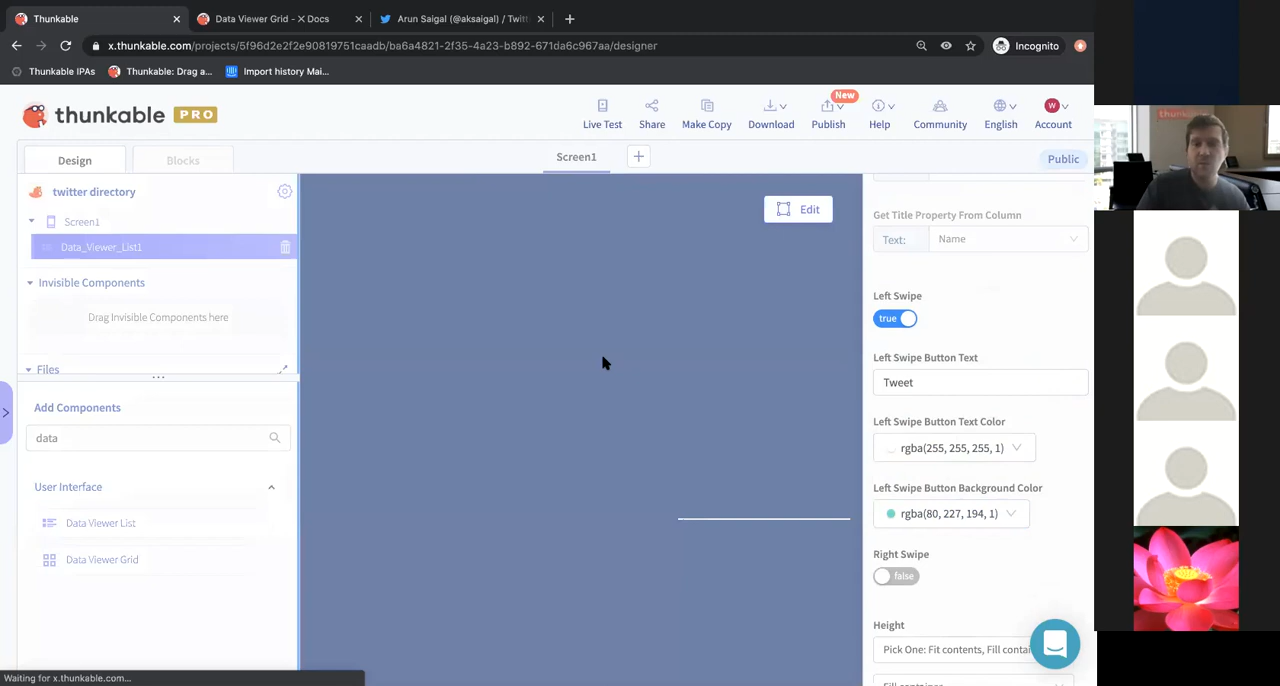 Thunkable
Data Viewer Grid - ✕ Docs
Arun Saigal (@aksaigal) / Twitt
x.thunkable.com/projects/5f96d2e2f2e90819751caadb/ba6a4821-2f35-4a23-b892-671da6c967aa/designer
Incognito
Thunkable IPAs
Thunkable: Drag a...
Import history Mai...
thunkable PRO
New
Live Test
Share
Make Copy
Download
Publish
Help
Community
English
W
Account
Design
Blocks
Screen1
Public
twitter directory
Screen1
Data_Viewer_List1
Invisible Components
Drag Invisible Components here
Files
Add Components
data
User Interface
Data Viewer List
Data Viewer Grid
Edit
Get Title Property From Column
Text: Name
Left Swipe
true
Left Swipe Button Text
Tweet
Left Swipe Button Text Color
rgba(255, 255, 255, 1)
Left Swipe Button Background Color
rgba(80, 227, 194, 1)
Right Swipe
false
Height
Pick One: Fit contents, Fill contai
Fill container
Waiting for x.thunkable.com...
thunka